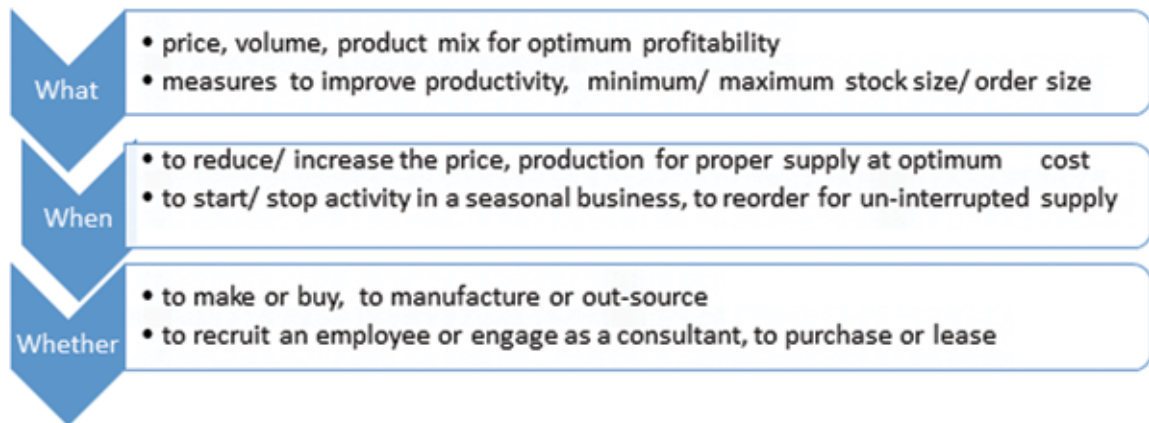 What
• price, volume, product mix for optimum profitability
• measures to improve productivity, minimum/ maximum stock size/ order size
When
• to reduce/ increase the price, production for proper supply at optimum cost
• to start/ stop activity in a seasonal business, to reorder for un-interrupted supply
Whether
• to make or buy, to manufacture or out-source
• to recruit an employee or engage as a consultant, to purchase or lease